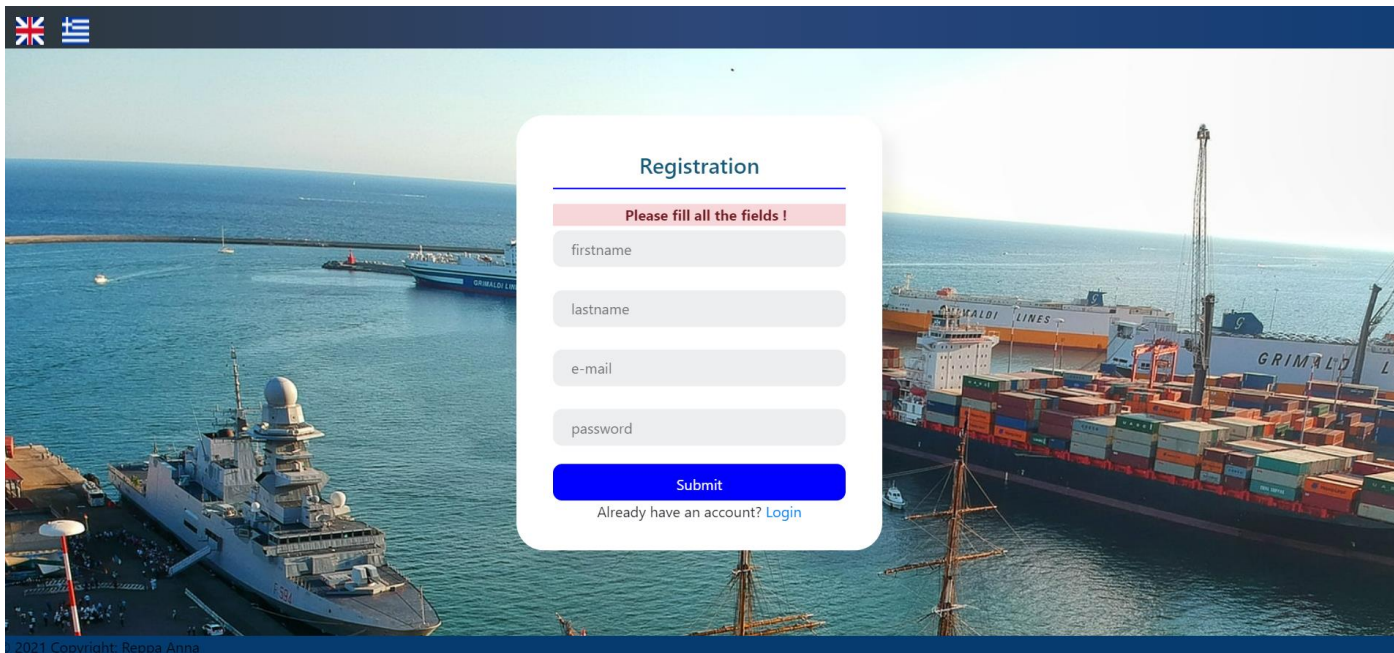 Registration
Please fill all the fields !
firstname
lastname
e-mail
password
Submit
Already have an account? Login
GRIMALDI
LINES
GRIMALDI L
2021 Copyright: Reppa Anna